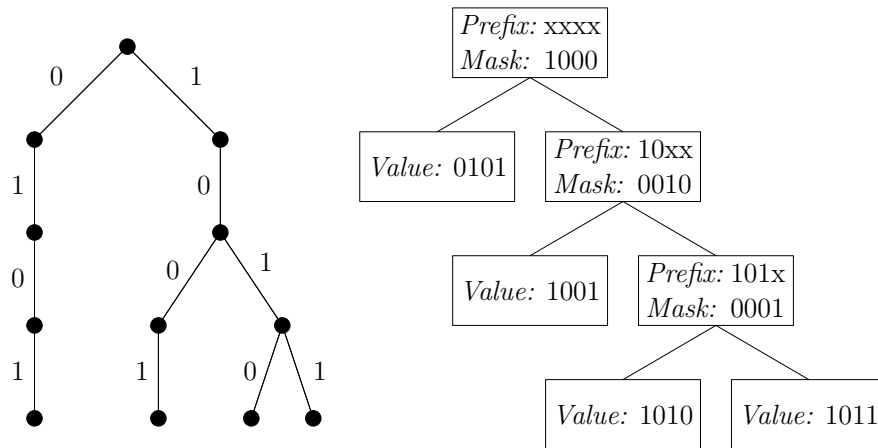 Prefix: xxxx
Mask: 1000
0
1
Value: 0101
Prefix: 10xx
Mask: 0010
1
0
Value: 1001
Prefix: 101x
Mask: 0001
0
0
1
1
1
0
1
Value: 1010
Value: 1011